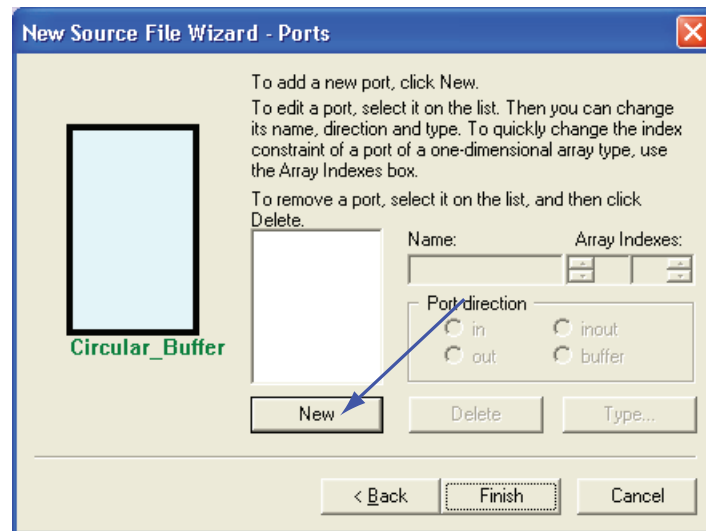 New Source File Wizard - Ports
To add a new port, click New.
To edit a port, select it on the list. Then you can change
its name, direction and type. To quickly change the index
constraint of a port of a one-dimensional array type, use
the Array Indexes box.
To remove a port, select it on the list, and then click
Delete.
Name: Array Indexes:
Port direction
in inout
out buffer
Circular_Buffer
New Delete Type...
< Back Finish Cancel